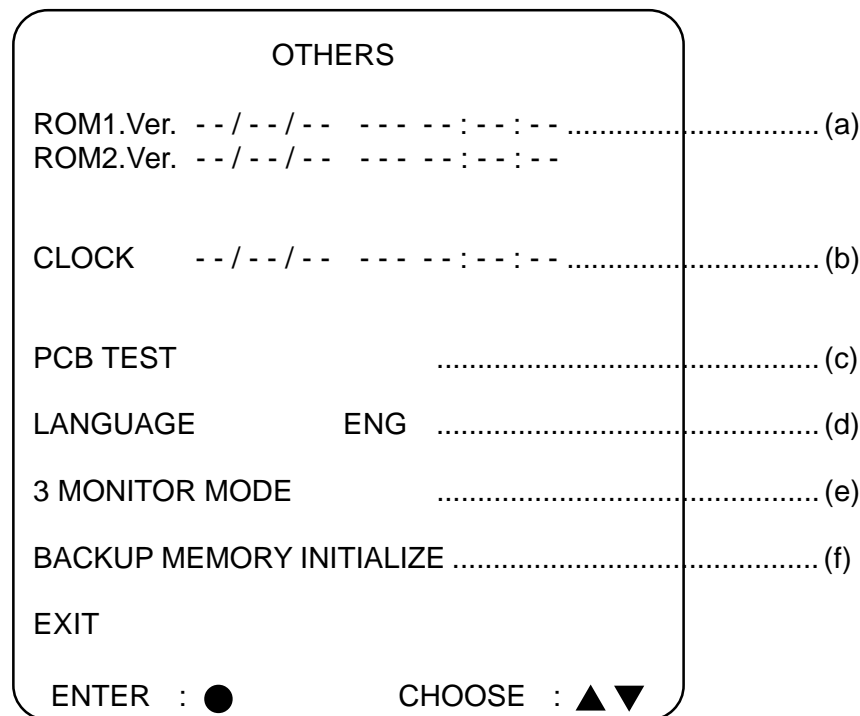 OTHERS
ROM1.Ver. - - / - - / - -   - - -  - - : - - : - - ............................... (a)
ROM2.Ver. - - / - - / - -   - - -  - - : - - : - -
CLOCK - - / - - / - -   - - -  - - : - - : - - ............................... (b)
PCB TEST ............................................... (c)
LANGUAGE ENG ............................................... (d)
3 MONITOR MODE ............................................... (e)
BACKUP MEMORY INITIALIZE ............................................. (f)
EXIT
ENTER : ● CHOOSE : ▲ ▼